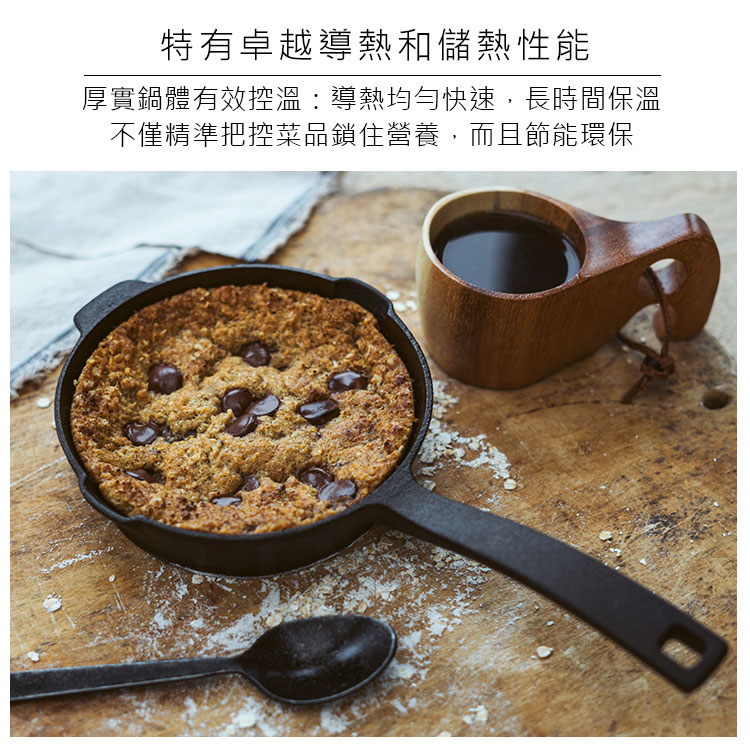 特有卓越導熱和儲熱性能
厚實鍋體有效控溫：導熱均勻快速，長時間保溫
不僅精準把控菜品鎖住營養，而且節能環保